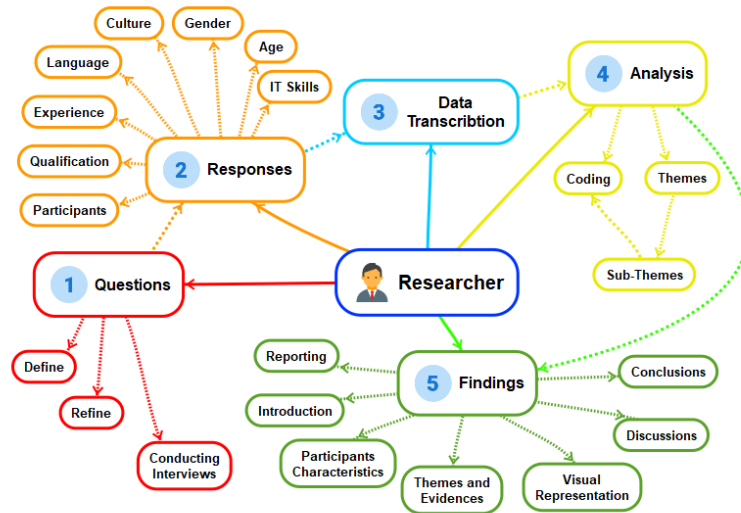 Culture
Gender
Age
Language
IT Skills
Experience
Qualification
Participants
2 Responses
3 Data
Transcribtion
4 Analysis
Coding
Themes
Sub-Themes
1 Questions
Researcher
Define
Refine
Conducting
Interviews
5 Findings
Reporting
Introduction
Participants
Characteristics
Themes and
Evidences
Visual
Representation
Discussions
Conclusions